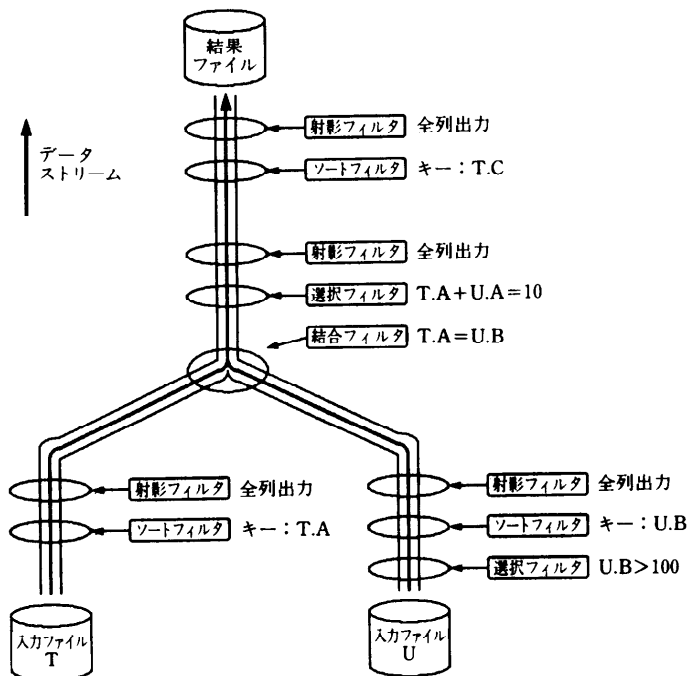 結果
ファイル
射影フィルタ 全列出力
データ
ストリーム
ソートフィルタ キー：T.C
射影フィルタ 全列出力
選択フィルタ T.A＋U.A＝10
結合フィルタ T.A＝U.B
射影フィルタ 全列出力
射影フィルタ 全列出力
ソートフィルタ キー：T.A
ソートフィルタ キー：U.B
選択フィルタ U.B＞100
入力ファイル
T
入力ファイル
U